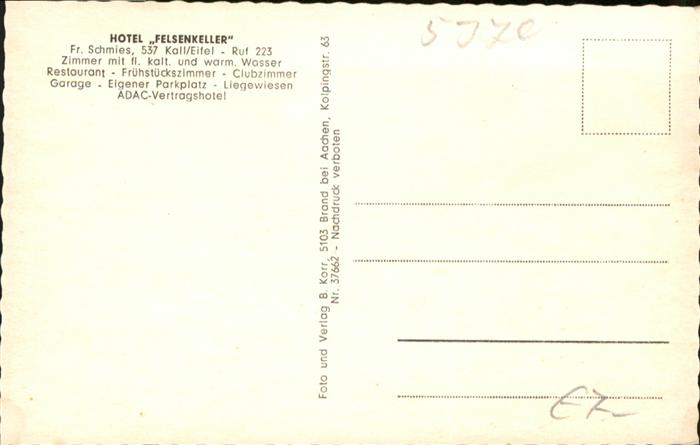 HOTEL „FELSENKELLER"
Fr. Schmies, 537 Kall/Eifel - Ruf 223
Zimmer mit fl. kalt. und warm. Wasser
Restaurant - Frühstückszimmer - Clubzimmer
Garage - Eigener Parkplatz - Liegewiesen
ADAC-Vertragshotel
Foto und Verlag B. Korr, 5103 Brand bei Aachen, Kolpingstr. 63
Nr. 37662 - Nachdruck verboten
5370